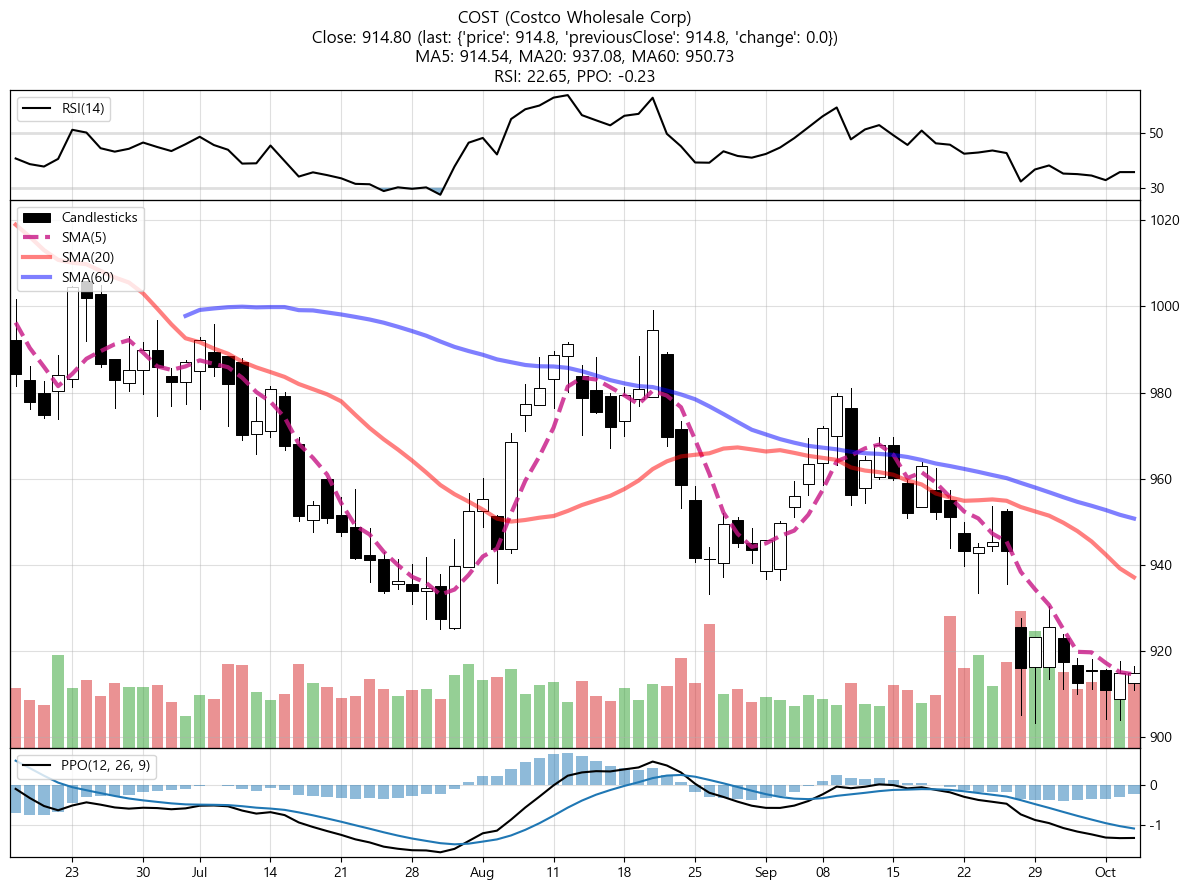 COST (Costco Wholesale Corp)
Close: 914.80 (last: {'price': 914.8, 'previousClose': 914.8, 'change': 0.0})
MA5: 914.54, MA20: 937.08, MA60: 950.73
RSI: 22.65, PPO: -0.23
RSI(14)
50
30
Candlesticks
SMA(5)
SMA(20)
SMA(60)
1020
1000
980
960
940
920
900
PPO(12, 26, 9)
0
-1
23 30 Jul 14 21 28 Aug 11 18 25 Sep 08 15 22 29 Oct